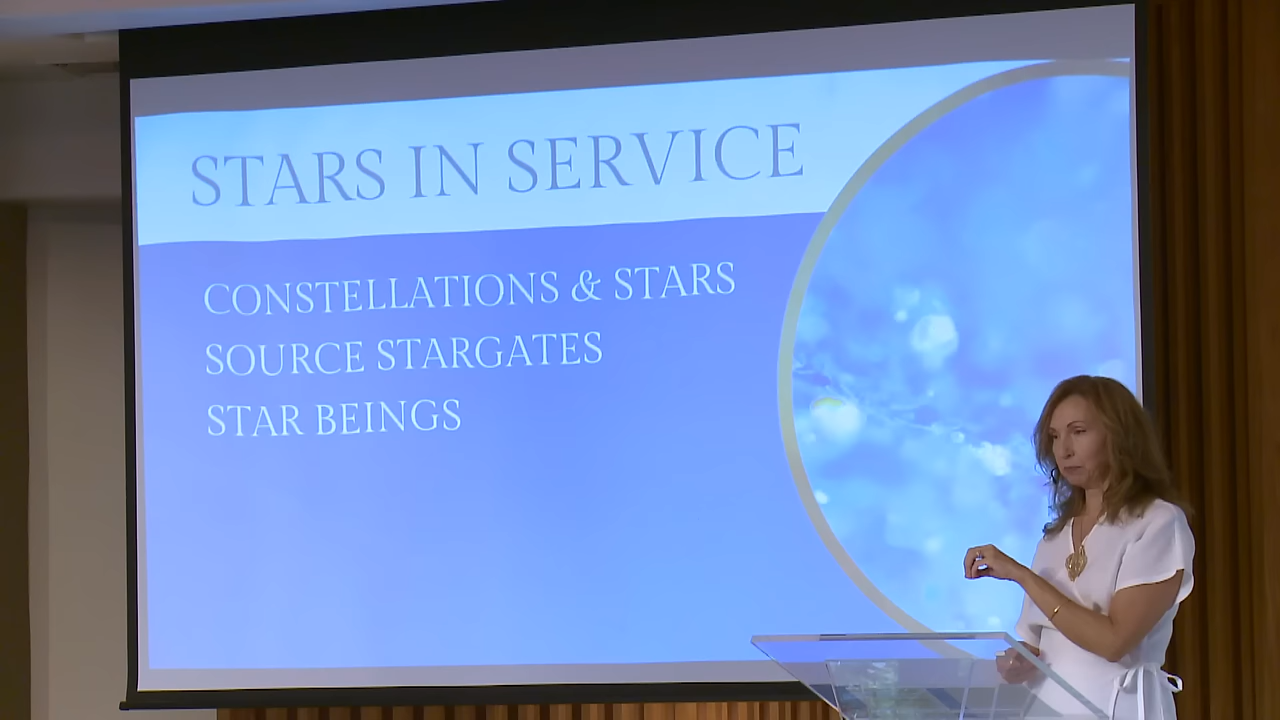 STARS IN SERVICE
CONSTELLATIONS & STARS
SOURCE STARGATES
STAR BEINGS